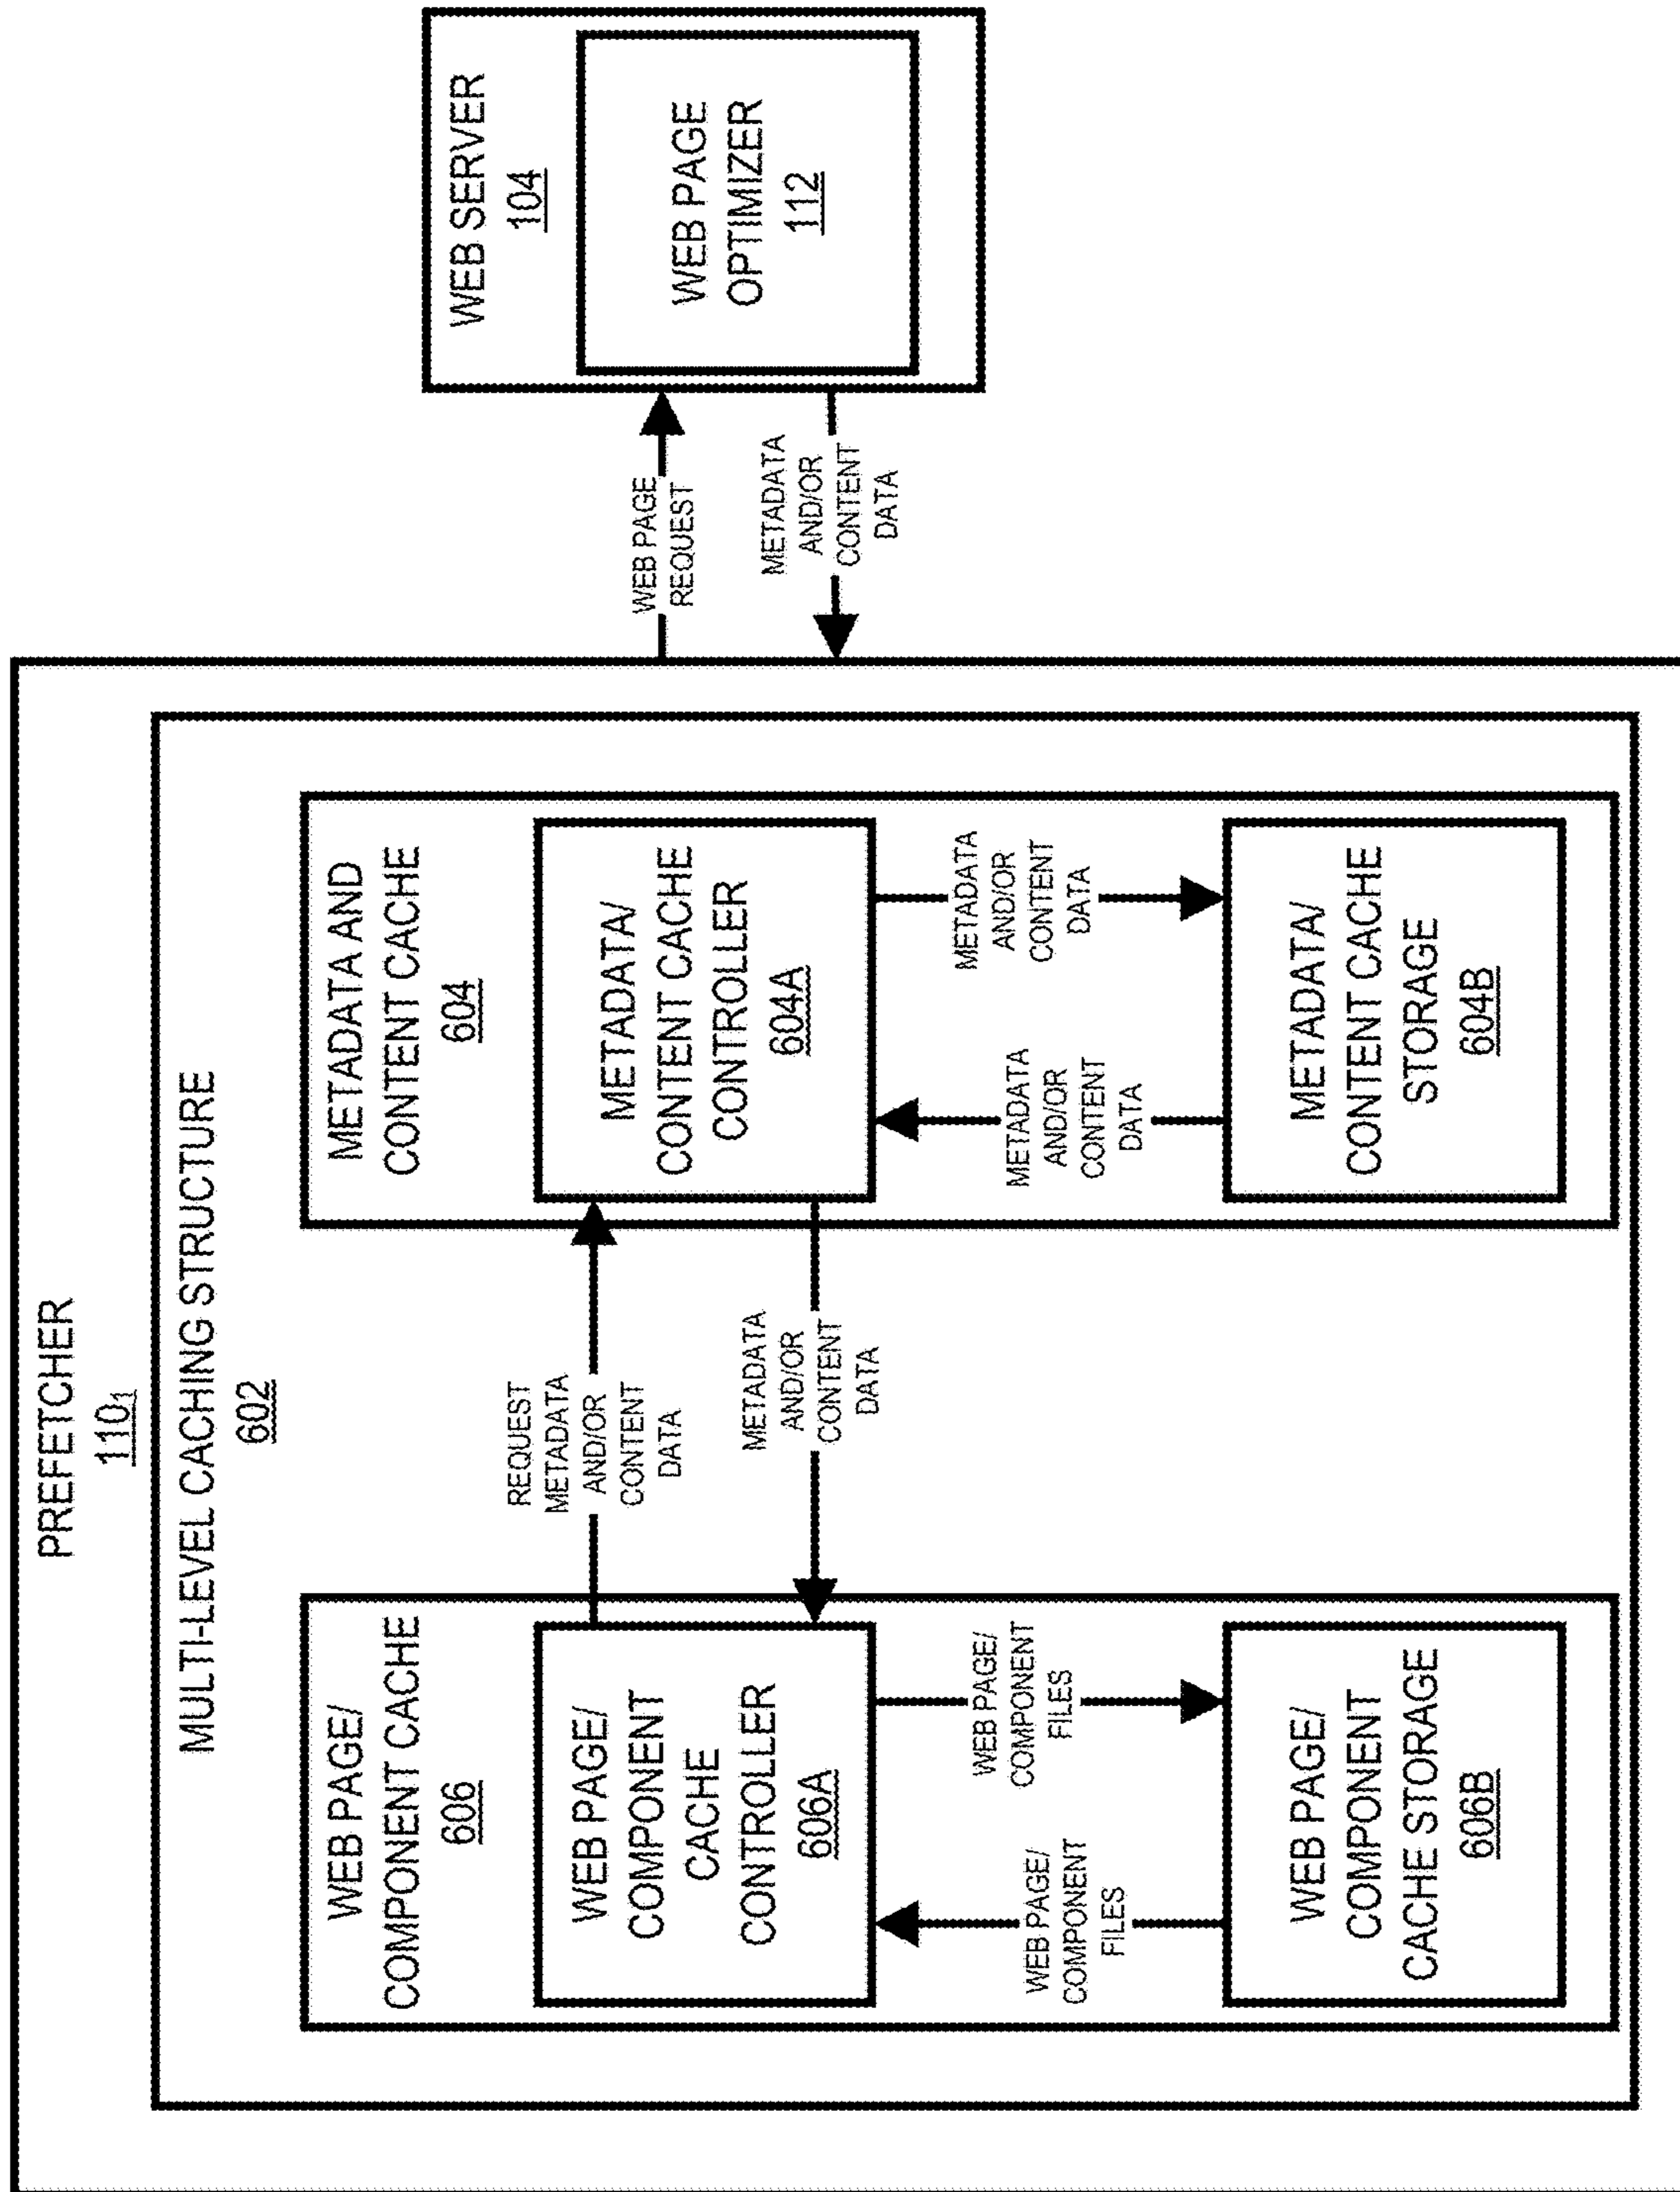 PREFETCHER
110₁
MULTI-LEVEL CACHING STRUCTURE
602
WEB PAGE/
COMPONENT CACHE
606
WEB PAGE/
COMPONENT
CACHE
CONTROLLER
606A
WEB PAGE/
COMPONENT
FILES
WEB PAGE/
COMPONENT
FILES
WEB PAGE/
COMPONENT
CACHE STORAGE
606B
REQUEST
METADATA
AND/OR
CONTENT
DATA
METADATA
AND/OR
CONTENT
DATA
METADATA AND
CONTENT CACHE
604
METADATA/
CONTENT CACHE
CONTROLLER
604A
METADATA
AND/OR
CONTENT
DATA
METADATA
AND/OR
CONTENT
DATA
METADATA/
CONTENT CACHE
STORAGE
604B
WEB PAGE
REQUEST
METADATA
AND/OR
CONTENT
DATA
WEB SERVER
104
WEB PAGE
OPTIMIZER
112